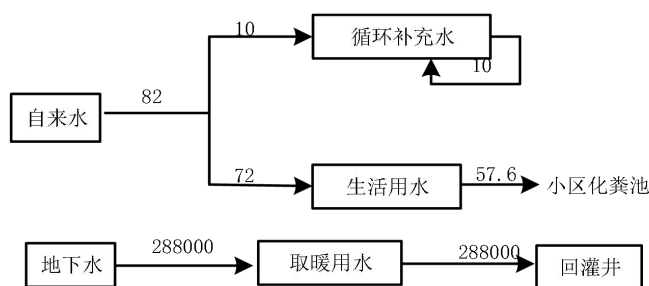 10
循环补充水
10
自来水
82
72
生活用水
57.6
小区化粪池
地下水
288000
取暖用水
288000
回灌井